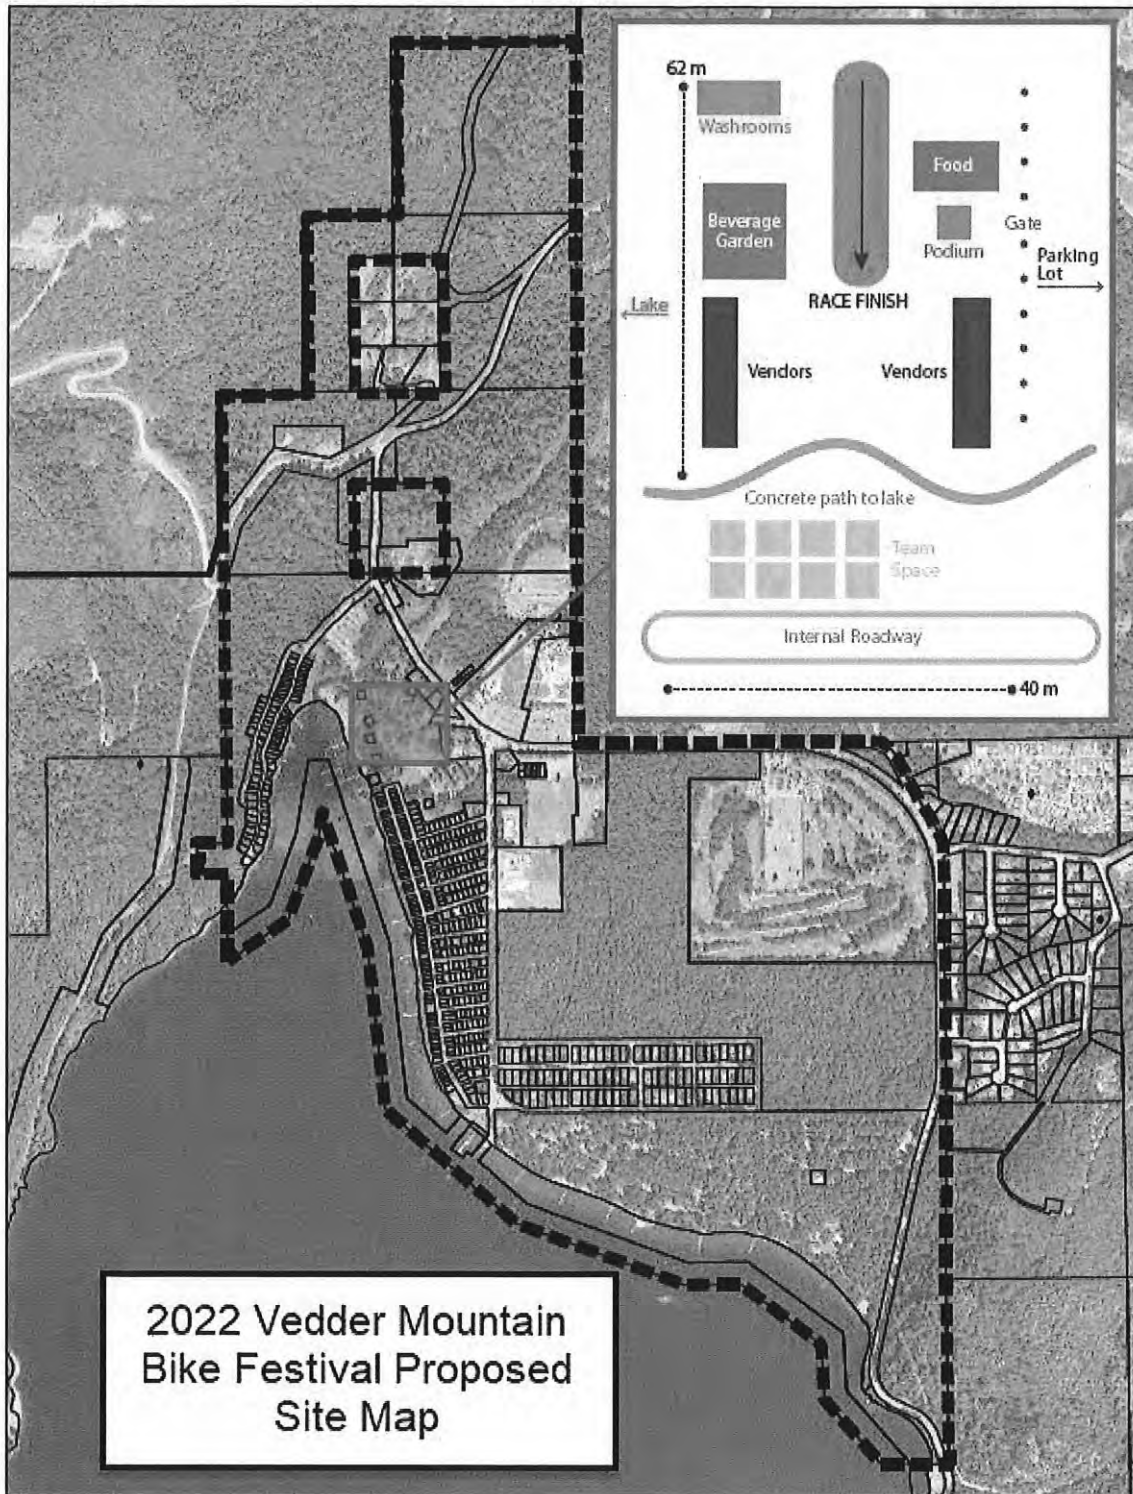 62 m
Washrooms
Food
Beverage
Garden
Podium
Gate
Parking
Lot
Lake
RACE FINISH
Vendors
Vendors
Concrete path to lake
Team
Space
Internal Roadway
40 m
2022 Vedder Mountain
Bike Festival Proposed
Site Map